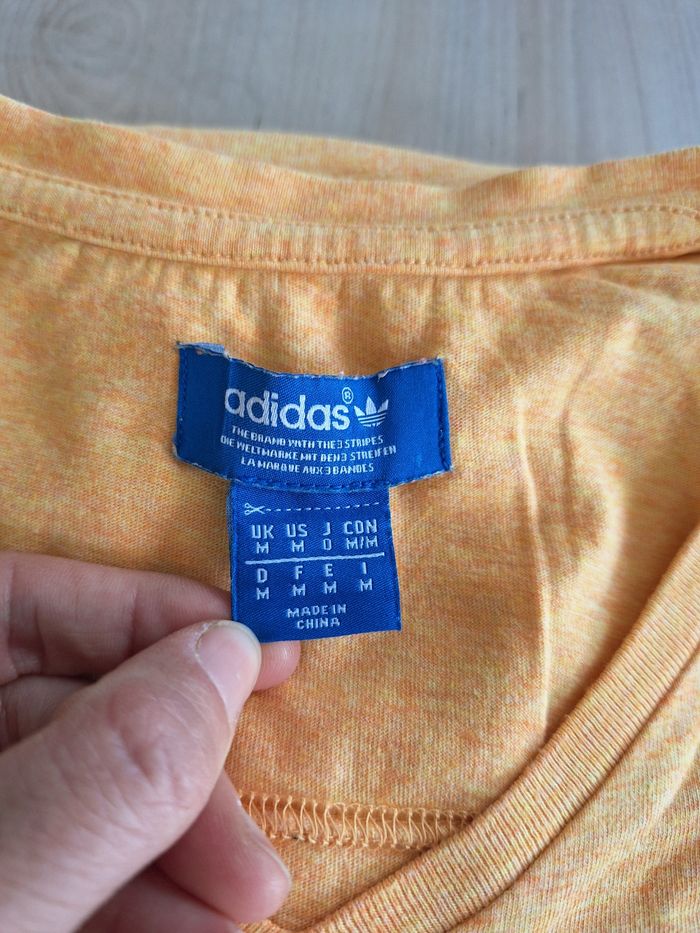 adidas®
THE BRAND WITH THE 3 STRIPES
DIE WELTMARKE MIT DEN 3 STREIFEN
LA MARQUE AUX 3 BANDES
UK US J CDN
M M O M/M
D F E I
M M M M
MADE IN
CHINA